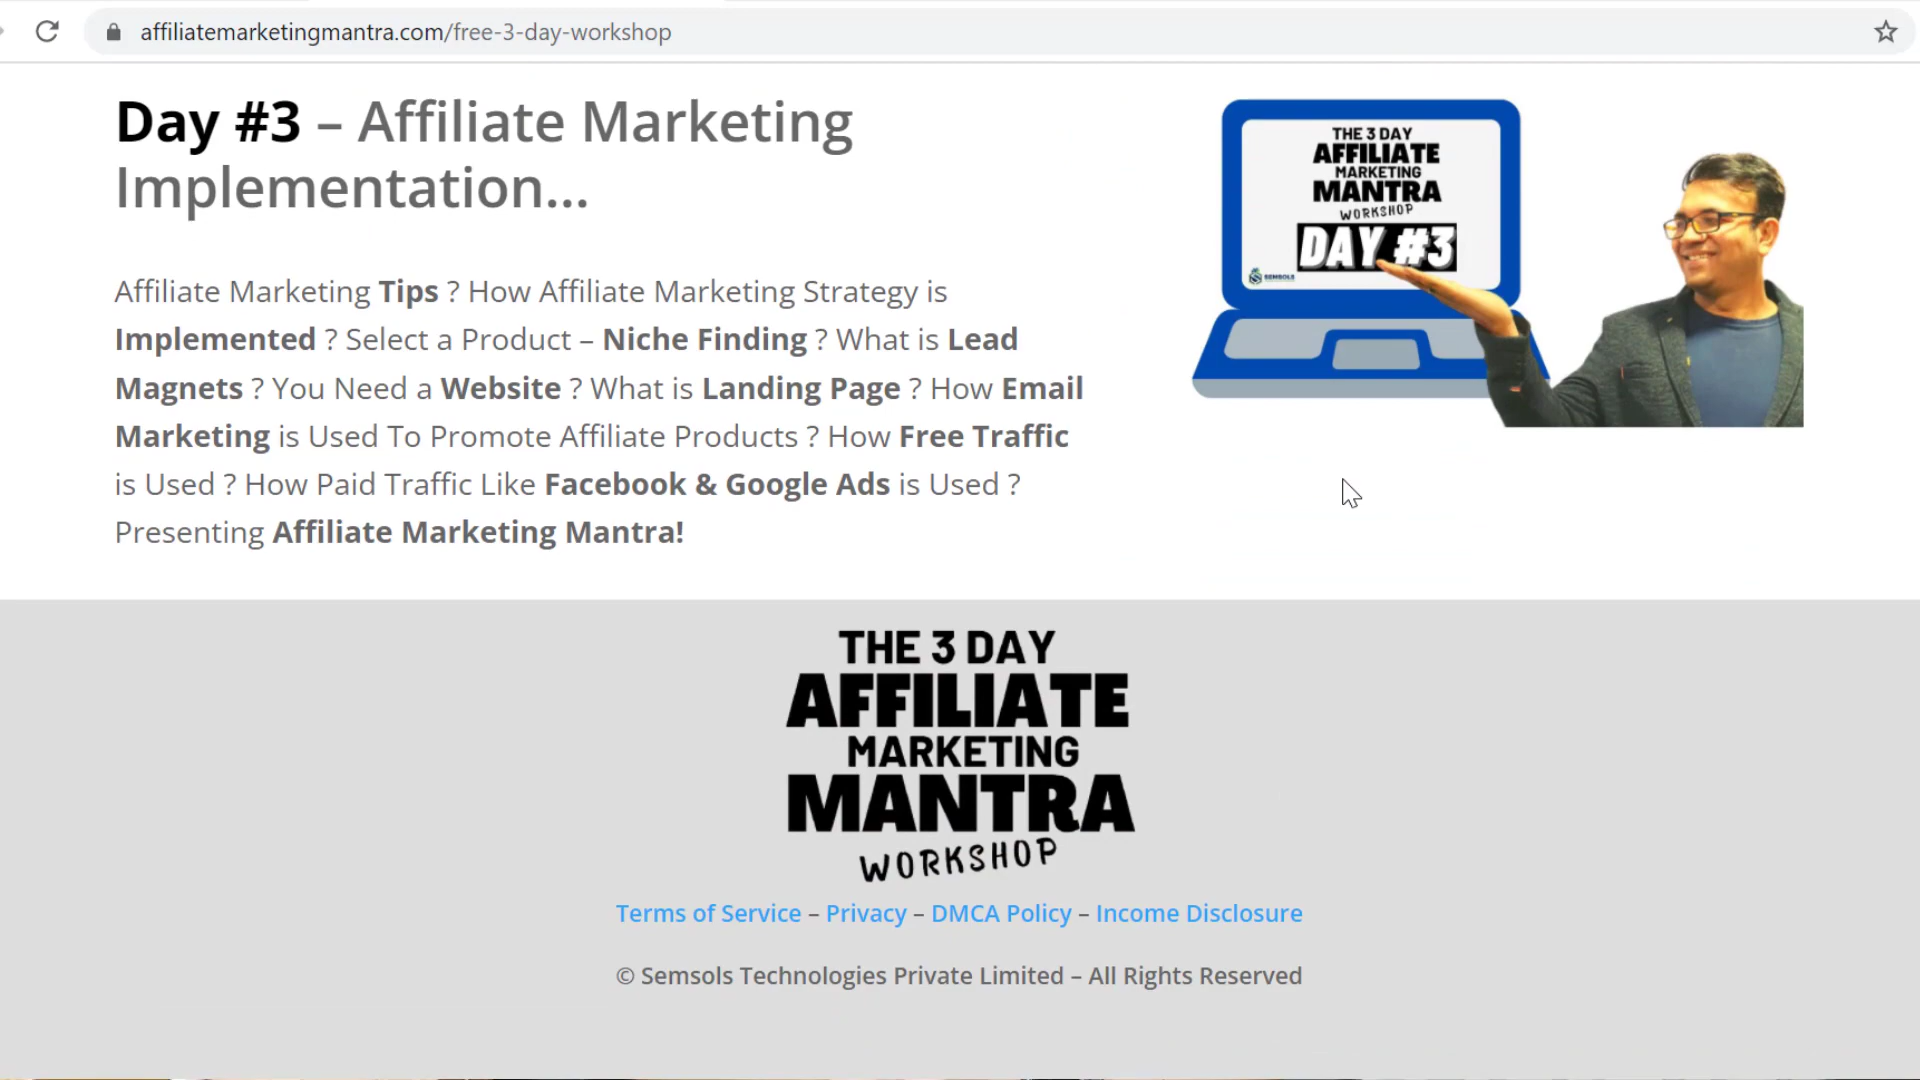 affiliatemarketingmantra.com/free-3-day-workshop
Day #3 – Affiliate Marketing
Implementation...
Affiliate Marketing Tips ? How Affiliate Marketing Strategy is
Implemented ? Select a Product – Niche Finding ? What is Lead
Magnets ? You Need a Website ? What is Landing Page ? How Email
Marketing is Used To Promote Affiliate Products ? How Free Traffic
is Used ? How Paid Traffic Like Facebook & Google Ads is Used ?
Presenting Affiliate Marketing Mantra!
THE 3 DAY
AFFILIATE
MARKETING
MANTRA
WORKSHOP
DAY #3
SEMSOLS
THE 3 DAY
AFFILIATE
MARKETING
MANTRA
WORKSHOP
Terms of Service – Privacy – DMCA Policy – Income Disclosure
© Semsols Technologies Private Limited – All Rights Reserved